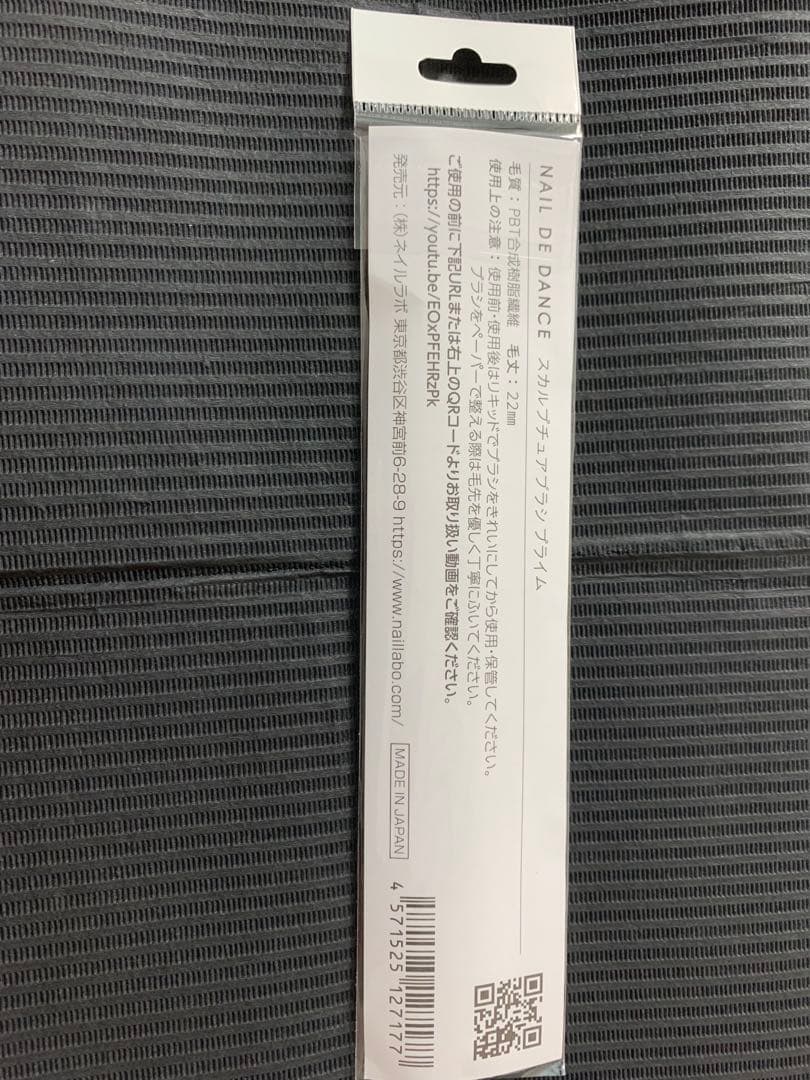 NAIL DE DANCE スカルプチュアブラシ プライム
毛質：PBT合成樹脂繊維 毛丈：22㎜
使用上の注意：使用前・使用後はリキッドでブラシをきれいにしてから使用・保管してください。
ブラシをペーパーで整える際は毛先を優しく丁寧にふいてください。
ご使用の前に下記URLまたは右上のQRコードよりお取り扱い動画をご確認ください。
https://youtu.be/EOxPFEHRzPk
発売元：(株)ネイルラボ 東京都渋谷区神宮前6-28-9 https://www.naillabo.com/ MADE IN JAPAN
4 571525 127177